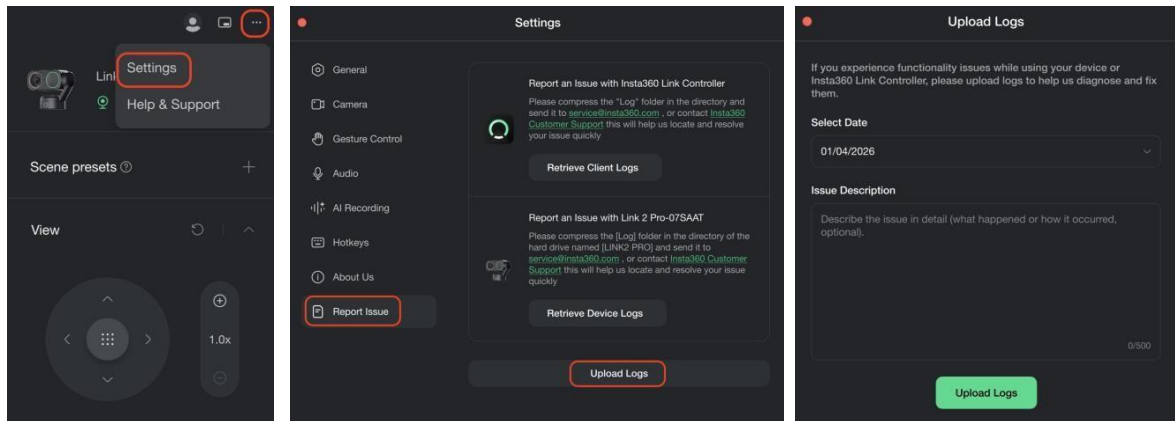 Link
Settings
Help & Support
Scene presets
View
1.0x
Settings
General
Camera
Gesture Control
Audio
AI Recording
Hotkeys
About Us
Report Issue
Report an Issue with Insta360 Link Controller
Please compress the "Log" folder in the directory and
send it to service@insta360.com , or contact Insta360
Customer Support this will help us locate and resolve
your issue quickly
Retrieve Client Logs
Report an Issue with Link 2 Pro-07SAAT
Please compress the [Log] folder in the directory of the
hard drive named [LINK2 PRO] and send it to
service@insta360.com , or contact Insta360 Customer
Support this will help us locate and resolve your issue
quickly
Retrieve Device Logs
Upload Logs
Upload Logs
If you experience functionality issues while using your device or
Insta360 Link Controller, please upload logs to help us diagnose and fix
them.
Select Date
01/04/2026
Issue Description
Describe the issue in detail (what happened or how it occurred,
optional).
0/500
Upload Logs